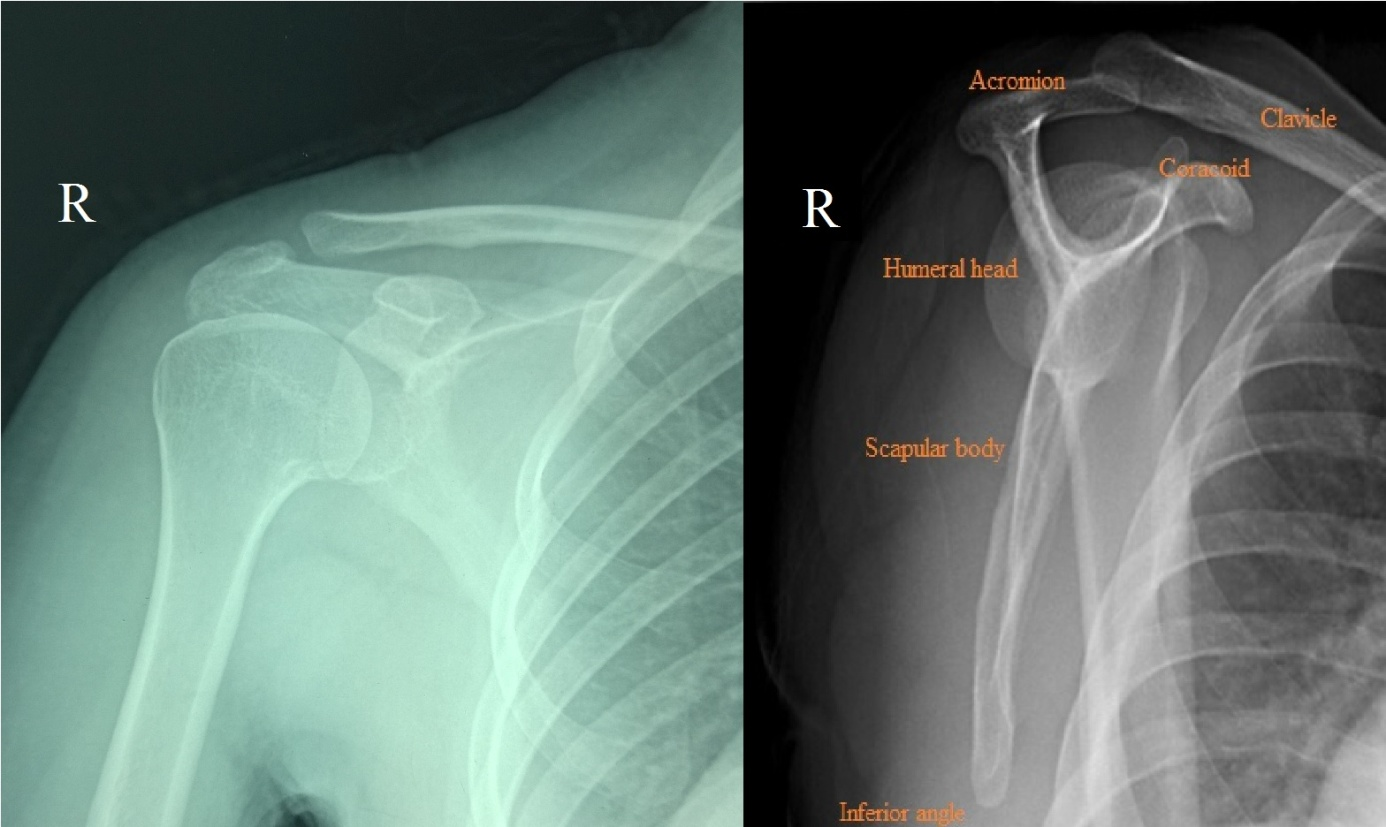 R
R
Acromion
Clavicle
Coracoid
Humeral head
Scapular body
Inferior angle